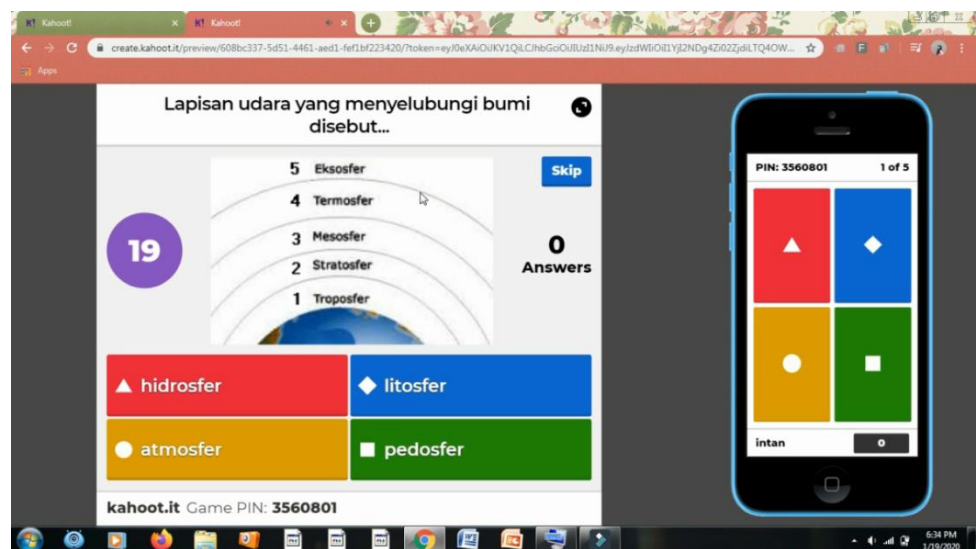 Kahoot!
Kahoot!
create.kahoot.it/preview/608bc337-5d51-4461-aed1-fef1bf223420/?token=eyJ0eXAiOiJKV1QiLCJhbGciOiJIUzI1NiJ9
Apps
Lapisan udara yang menyelubungi bumi
disebut...
5 Eksosfer
4 Termosfer
3 Mesosfer
2 Stratosfer
1 Troposfer
19
Skip
0
Answers
hidrosfer
litosfer
atmosfer
pedosfer
kahoot.it Game PIN: 3560801
PIN: 3560801 1 of 5
intan 0
6:34 PM
1/19/2020